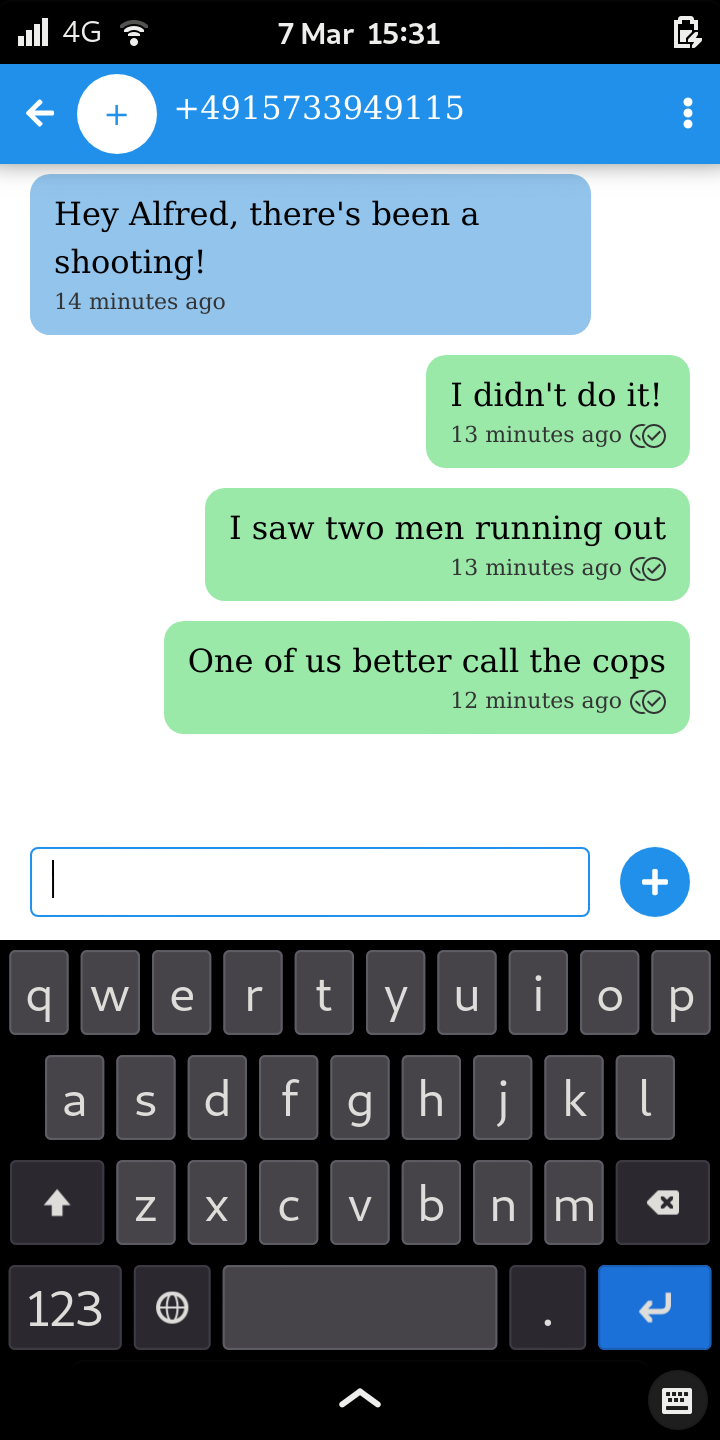 4G 7 Mar 15:31
+ +4915733949115
Hey Alfred, there's been a
shooting!
14 minutes ago
I didn't do it!
13 minutes ago
I saw two men running out
13 minutes ago
One of us better call the cops
12 minutes ago
+
q w e r t y u i o p
a s d f g h j k l
z x c v b n m
123 .